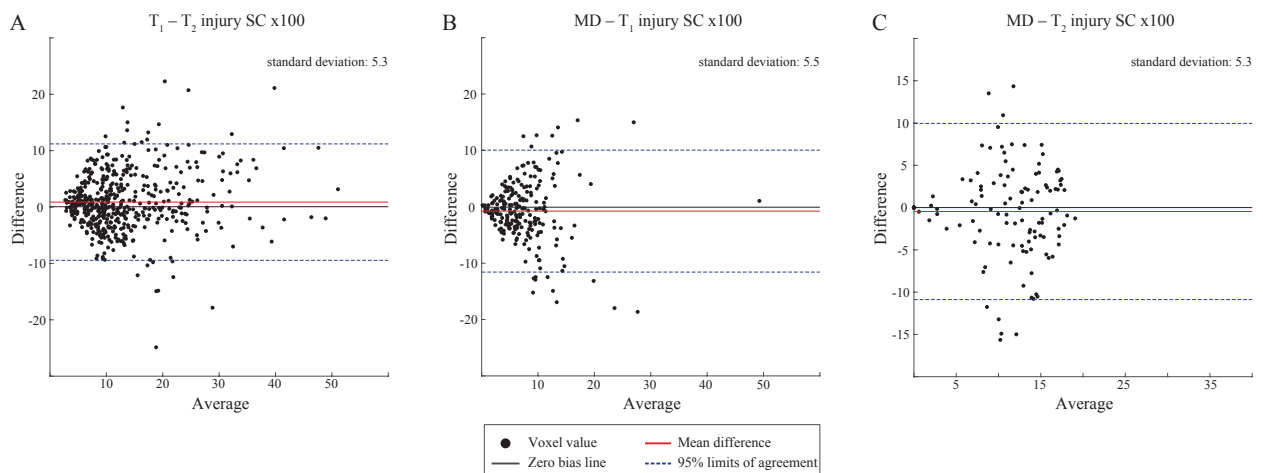 A
T1 – T2 injury SC x100
standard deviation: 5.3
20
10
0
-10
-20
10
20
30
40
50
Difference
Average
B
MD – T1 injury SC x100
standard deviation: 5.5
20
10
0
-10
-20
10
20
30
40
50
Difference
Average
C
MD – T2 injury SC x100
standard deviation: 5.3
15
10
5
0
-5
-10
-15
5
15
25
35
Difference
Average
Voxel value
Mean difference
Zero bias line
95% limits of agreement